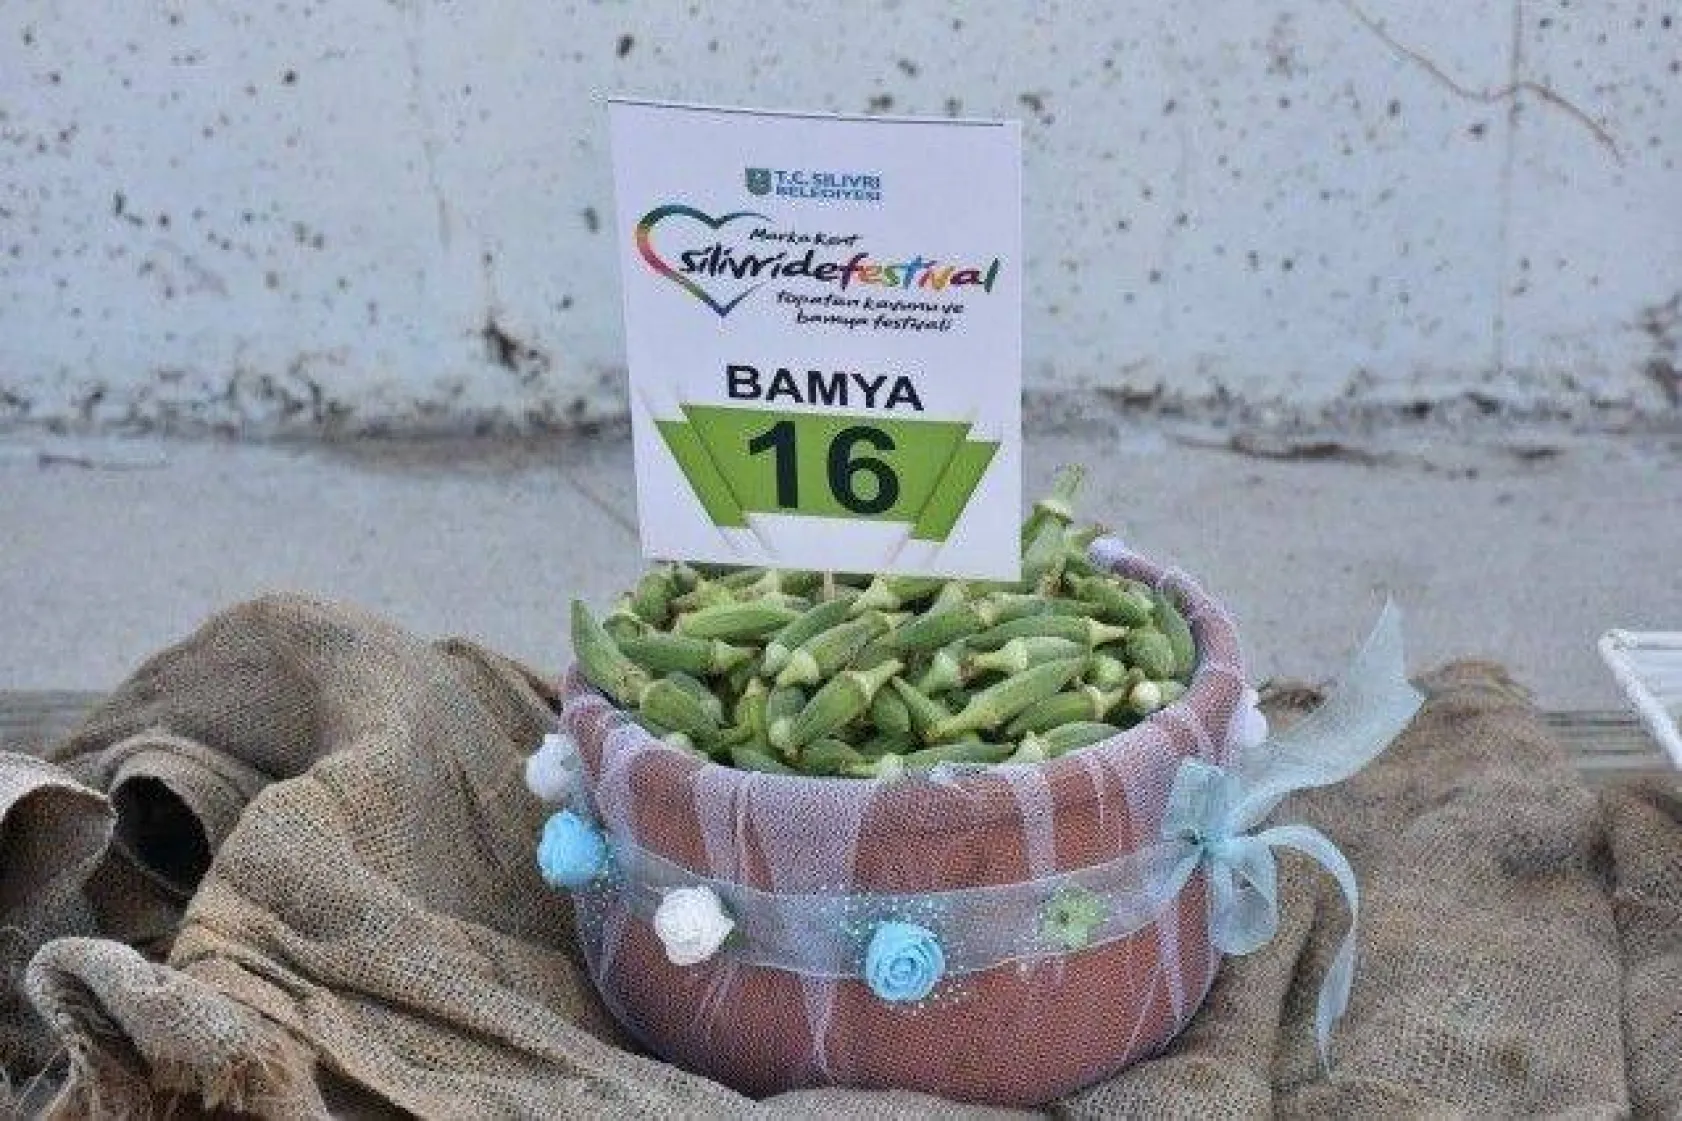 T.C. SİLİVRİ
BELEDİYESİ
Marka Kent
silivridefestival
topatan kavunu ve
bamya festivali
BAMYA
16